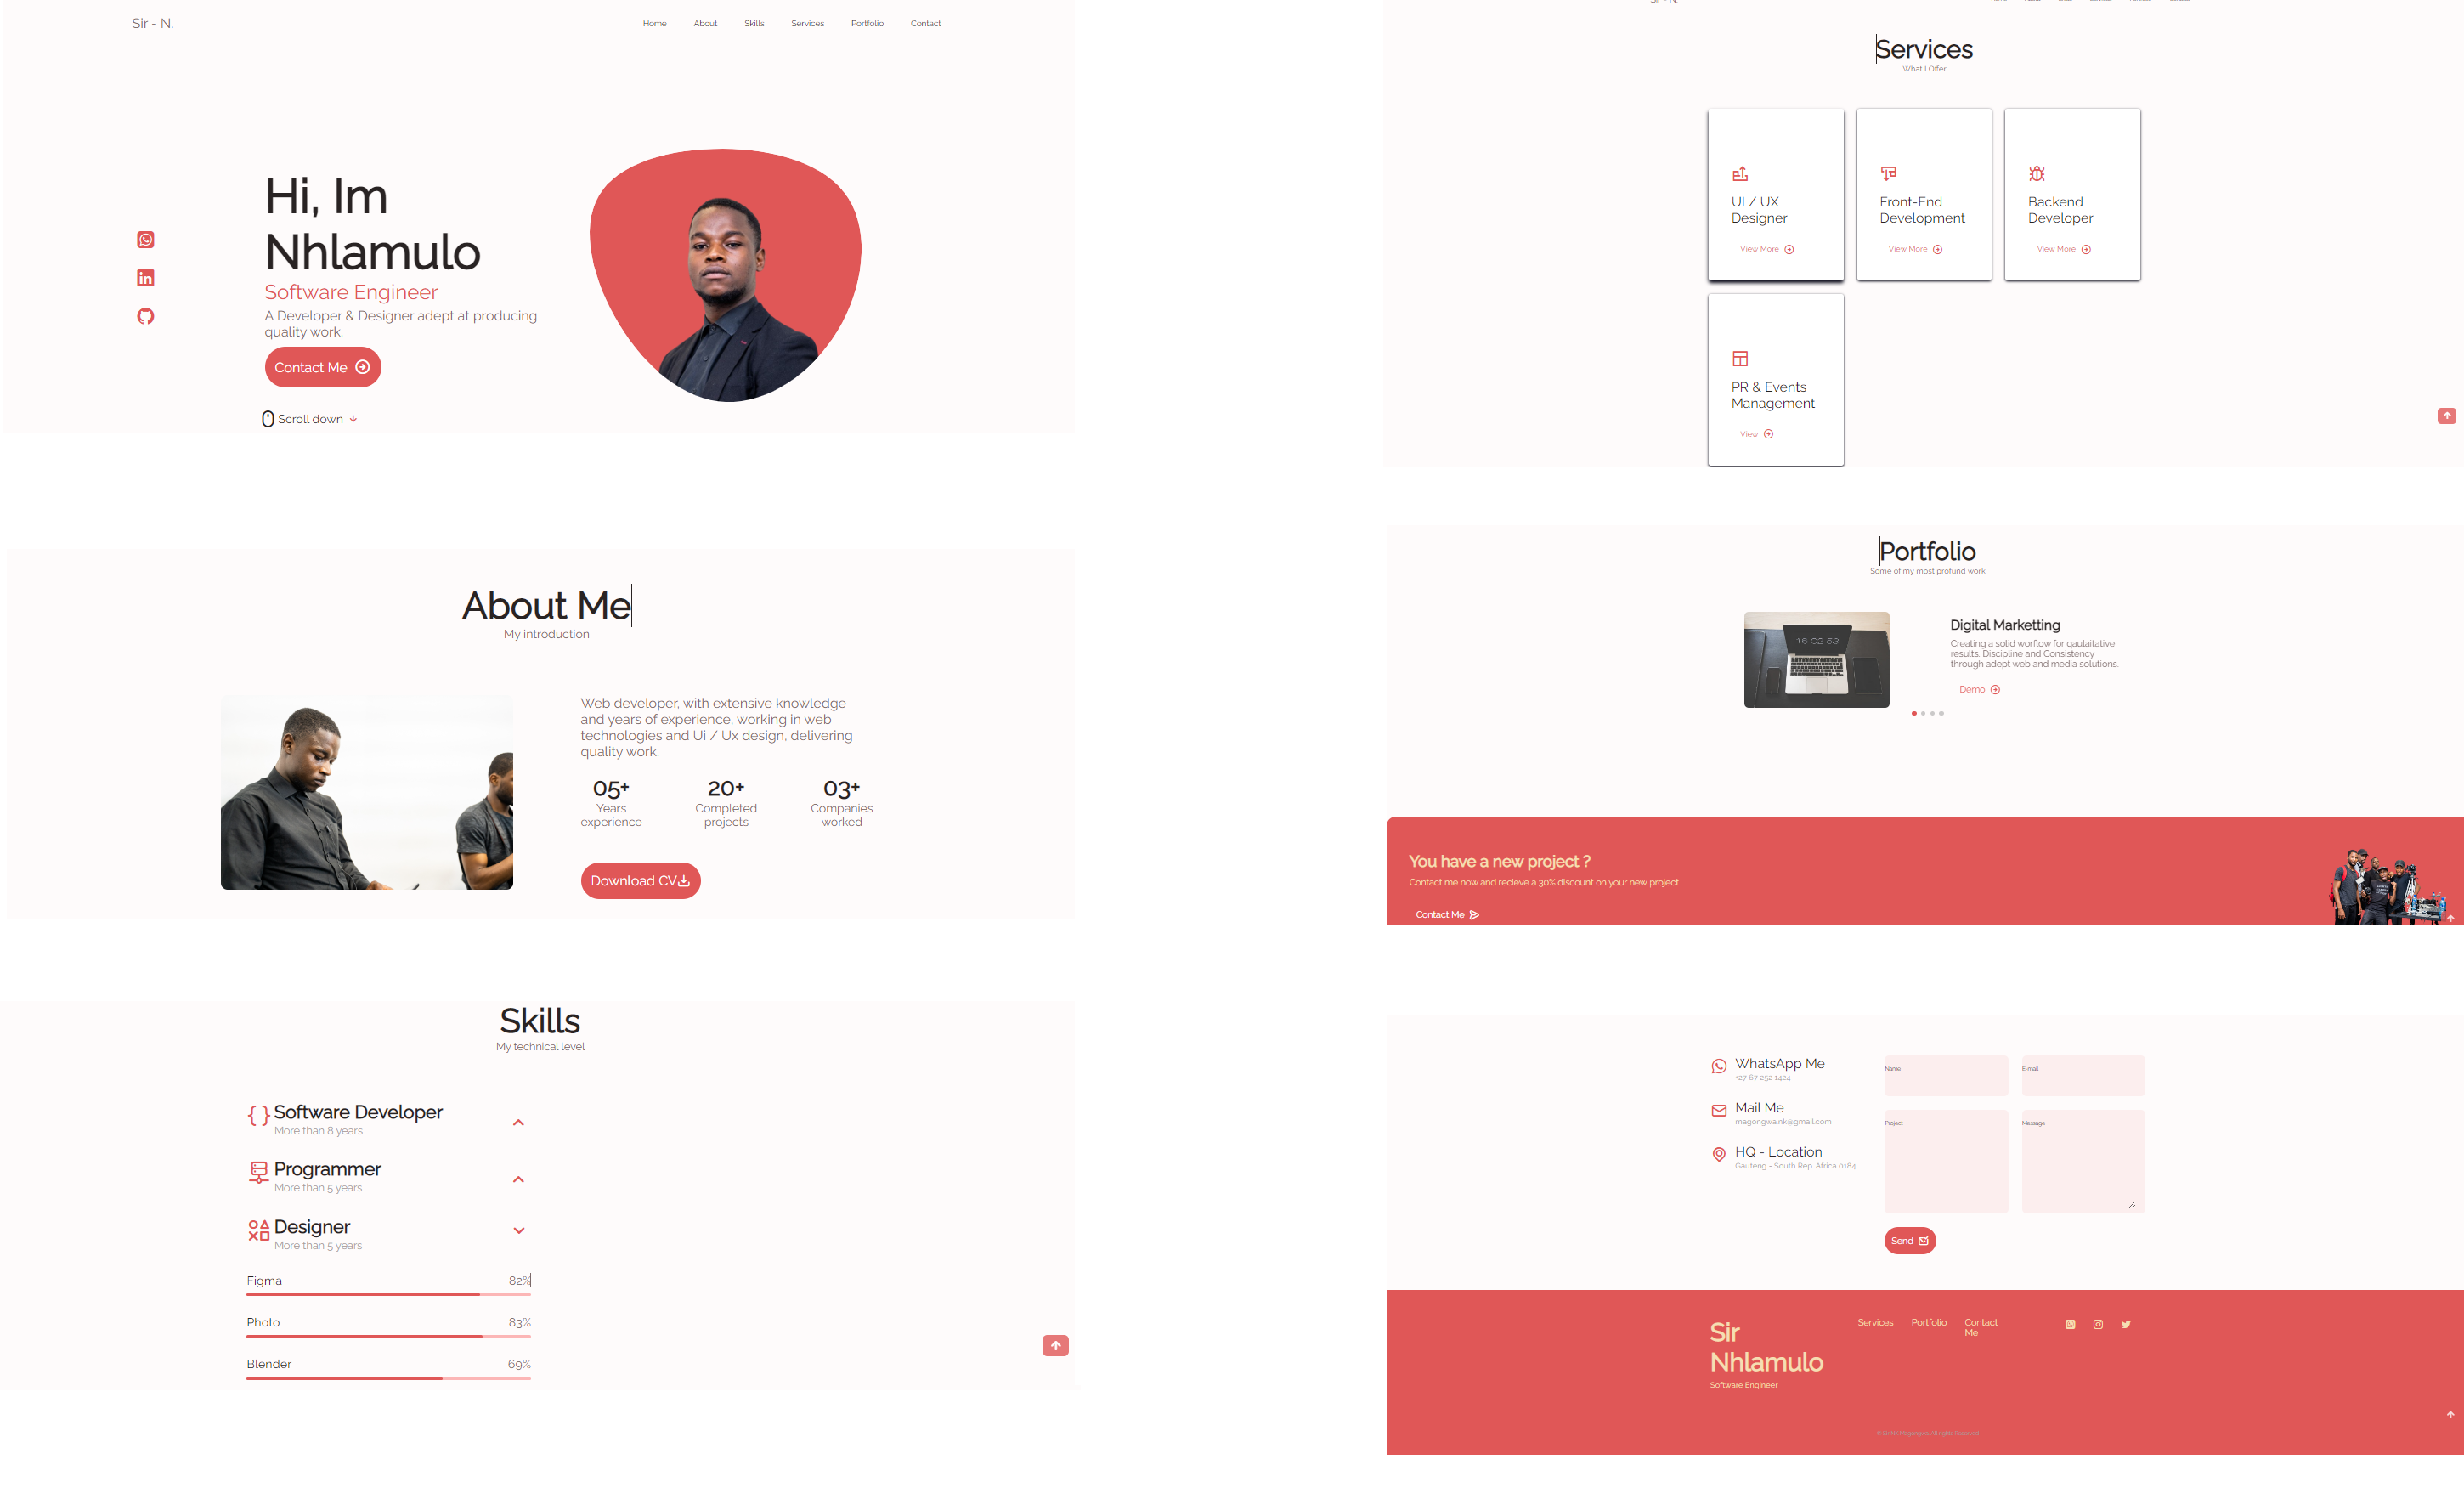 Sir - N.
Home About Skills Services Portfolio Contact
Hi, Im
Nhlamulo
Software Engineer
A Developer & Designer adept at producing
quality work.
Contact Me
Scroll down
About Me
My introduction
Web developer, with extensive knowledge
and years of experience, working in web
technologies and Ui / Ux design, delivering
quality work.
05+ 20+ 03+
Years Completed Companies
experience projects worked
Download CV
Skills
My technical level
Software Developer
More than 8 years
Programmer
More than 5 years
Designer
More than 5 years
Figma 82%
Photo 83%
Blender 69%
Services
What I Offer
UI / UX
Designer
View More
Front-End
Development
View More
Backend
Developer
View More
PR & Events
Management
View
Portfolio
Some of my most profund work
16 02 53
Digital Marketting
Creating a solid worflow for qaulaitative
results. Discipline and Consistency
through adept web and media solutions.
Demo
You have a new project ?
Contact me now and recieve a 30% discount on your new project.
Contact Me
WhatsApp Me
+27 67 252 1424
Mail Me
magongwa.nk@gmail.com
HQ - Location
Gauteng - South Rep. Africa 0184
Name E-mail
Project Message
Send
Sir
Nhlamulo
Software Engineer
Services Portfolio Contact
Me